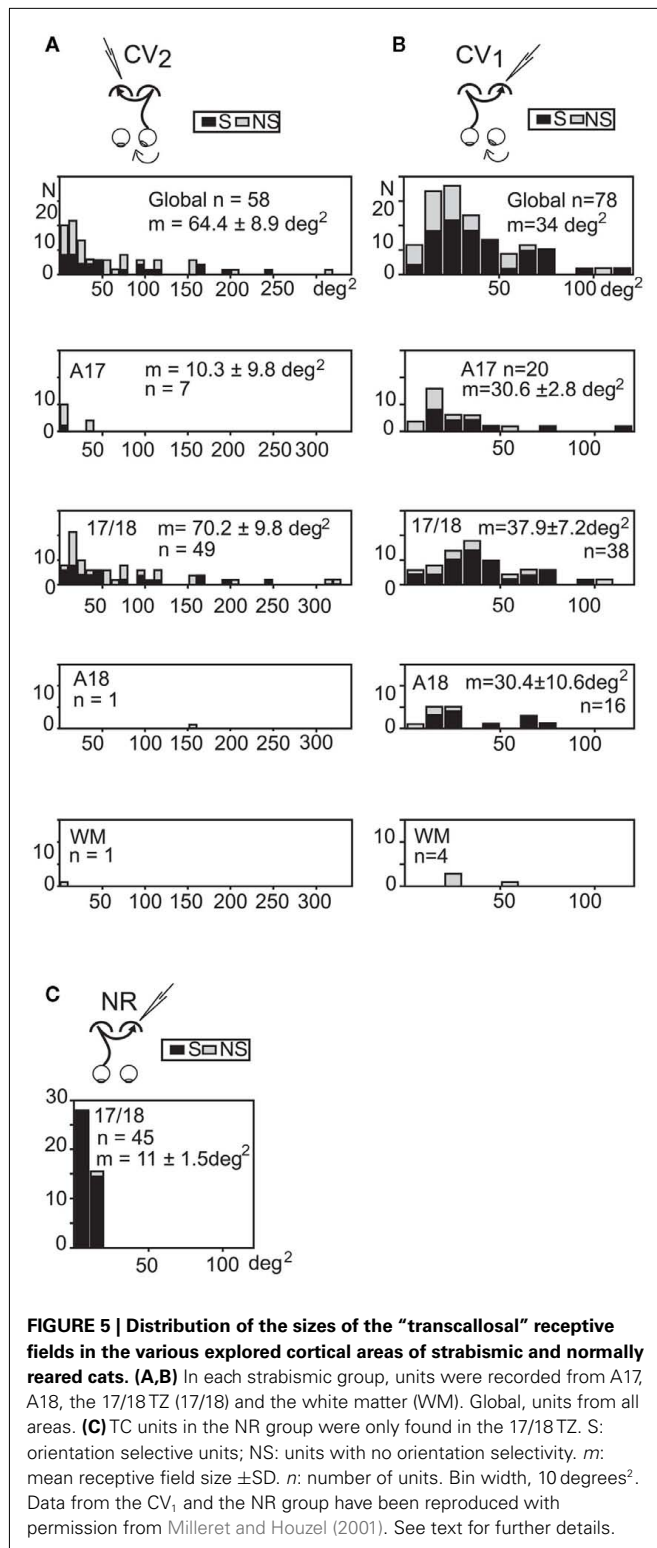 A
CV2
S NS
N
Global n = 58
m = 64.4 ± 8.9 deg²
20
10
0
50 100 150 200 250 deg²
A17
m = 10.3 ± 9.8 deg²
n = 7
10
0
50 100 150 200 250 300
17/18
m= 70.2 ± 9.8 deg²
n = 49
10
0
50 100 150 200 250 300
A18
n = 1
10
0
50 100 150 200 250 300
WM
n = 1
10
0
50 100 150 200 250 300
B
CV1
S NS
Global n=78
m=34 deg²
20
10
0
50 100 deg²
A17 n=20
m=30.6 ±2.8 deg²
10
0
50 100
17/18 m=37.9±7.2deg²
n=38
10
0
50 100
A18 m=30.4±10.6deg²
n=16
10
0
50 100
WM
n=4
10
0
50 100
C
NR
S NS
30
20
10
0
17/18
n = 45
m = 11 ± 1.5deg²
50 100 deg²
FIGURE 5 | Distribution of the sizes of the “transcallosal” receptive
fields in the various explored cortical areas of strabismic and normally
reared cats. (A,B) In each strabismic group, units were recorded from A17,
A18, the 17/18 TZ (17/18) and the white matter (WM). Global, units from all
areas. (C) TC units in the NR group were only found in the 17/18 TZ. S:
orientation selective units; NS: units with no orientation selectivity. m:
mean receptive field size ±SD. n: number of units. Bin width, 10 degrees².
Data from the CV₁ and the NR group have been reproduced with
permission from Milleret and Houzel (2001). See text for further details.